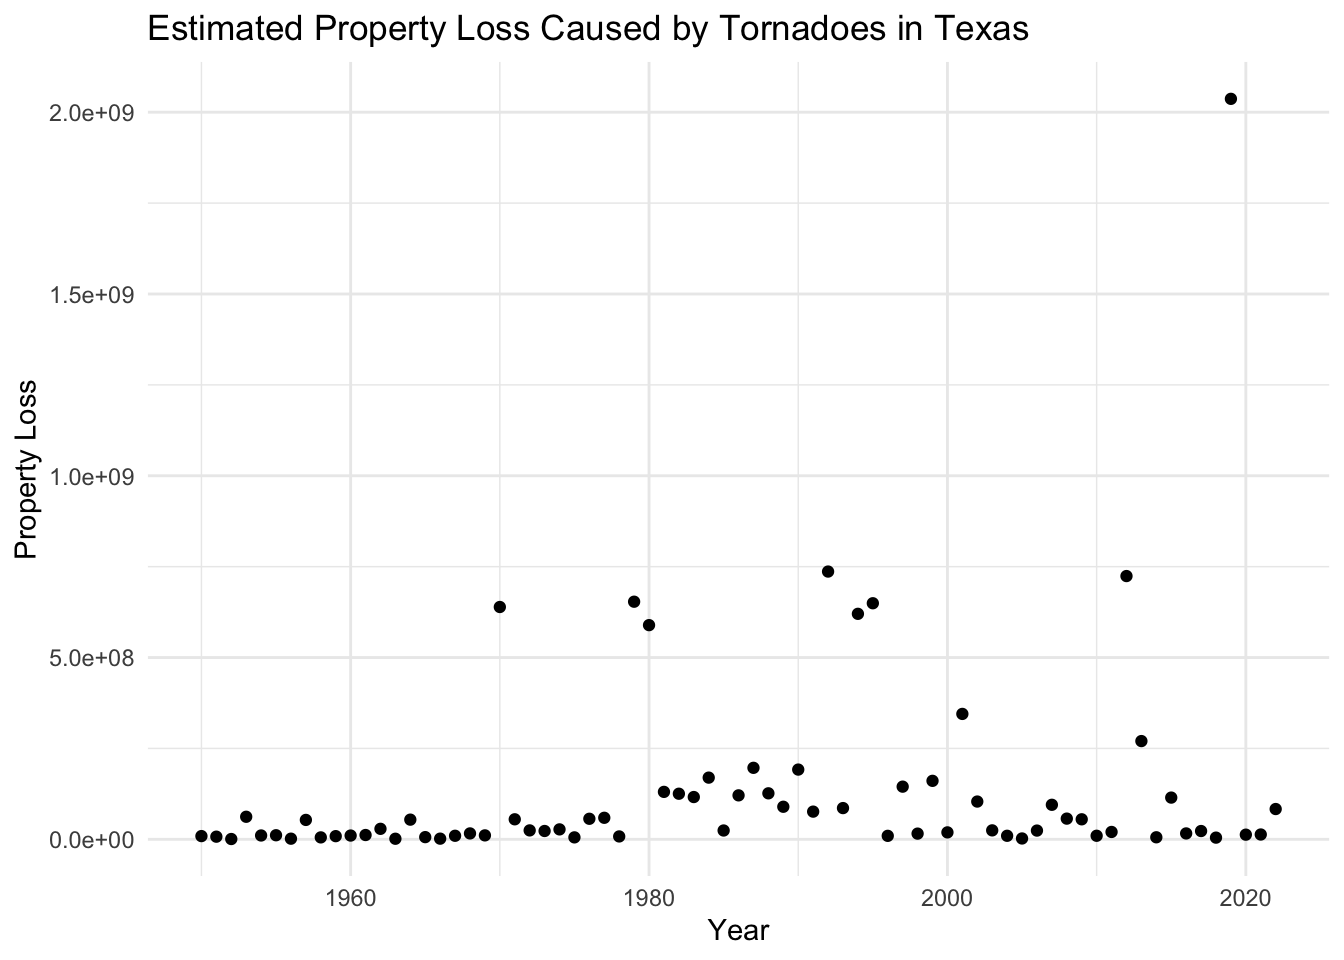 Estimated Property Loss Caused by Tornadoes in Texas
2.0e+09
1.5e+09
1.0e+09
5.0e+08
0.0e+00
Property Loss
1960 1980 2000 2020
Year